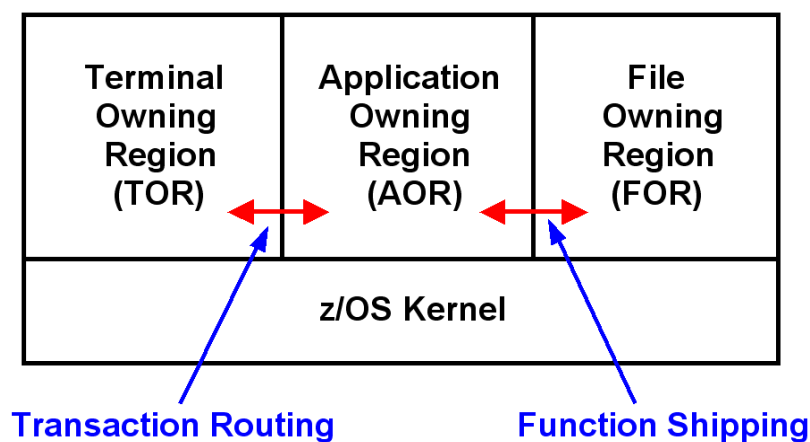 Terminal
Owning
Region
(TOR)
Application
Owning
Region
(AOR)
File
Owning
Region
(FOR)
z/OS Kernel
Transaction Routing
Function Shipping